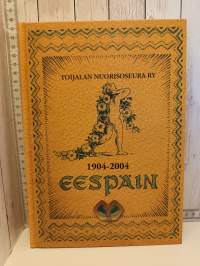 TOIJALAN NUORISOSEURA RY
1904-2004
EESPÄIN